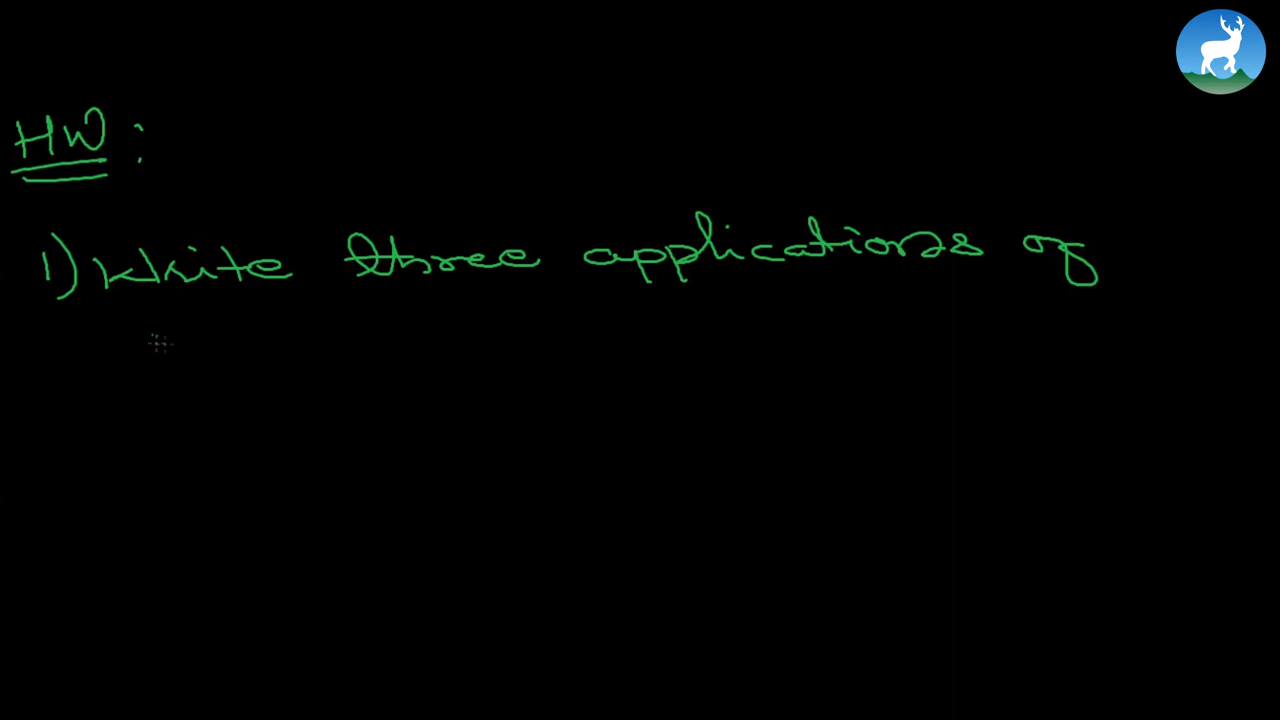 HW :
1) Write three applications of